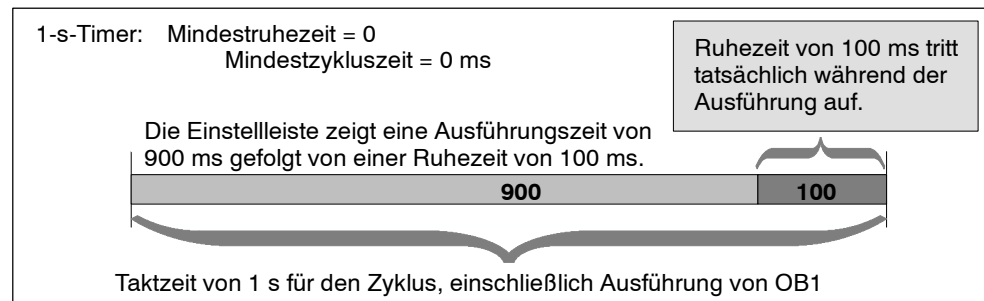 1-s-Timer: Mindestruhezeit = 0
Mindestzykluszeit = 0 ms
Ruhezeit von 100 ms tritt
tatsächlich während der
Ausführung auf.
Die Einstellleiste zeigt eine Ausführungszeit von
900 ms gefolgt von einer Ruhezeit von 100 ms.
900
100
Taktzeit von 1 s für den Zyklus, einschließlich Ausführung von OB1